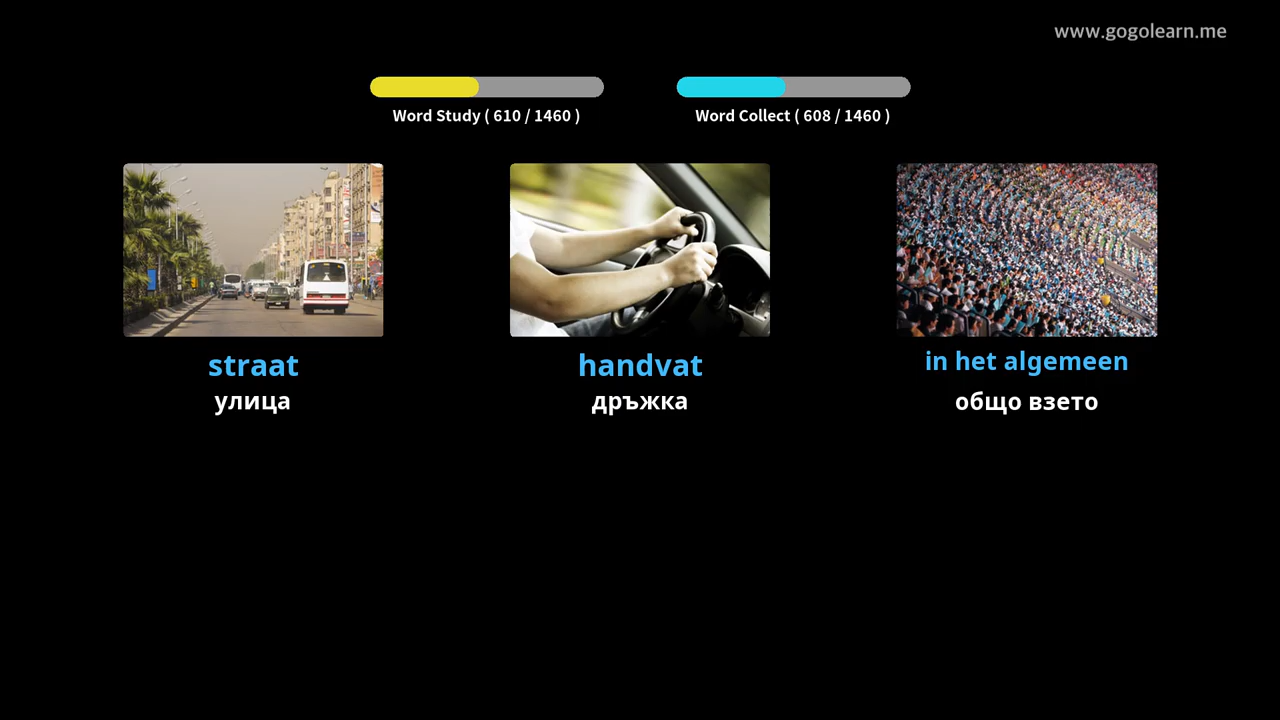 www.gogolearn.me
Word Study ( 610 / 1460 )
Word Collect ( 608 / 1460 )
straat
handvat
in het algemeen
улица
дръжка
общо взето